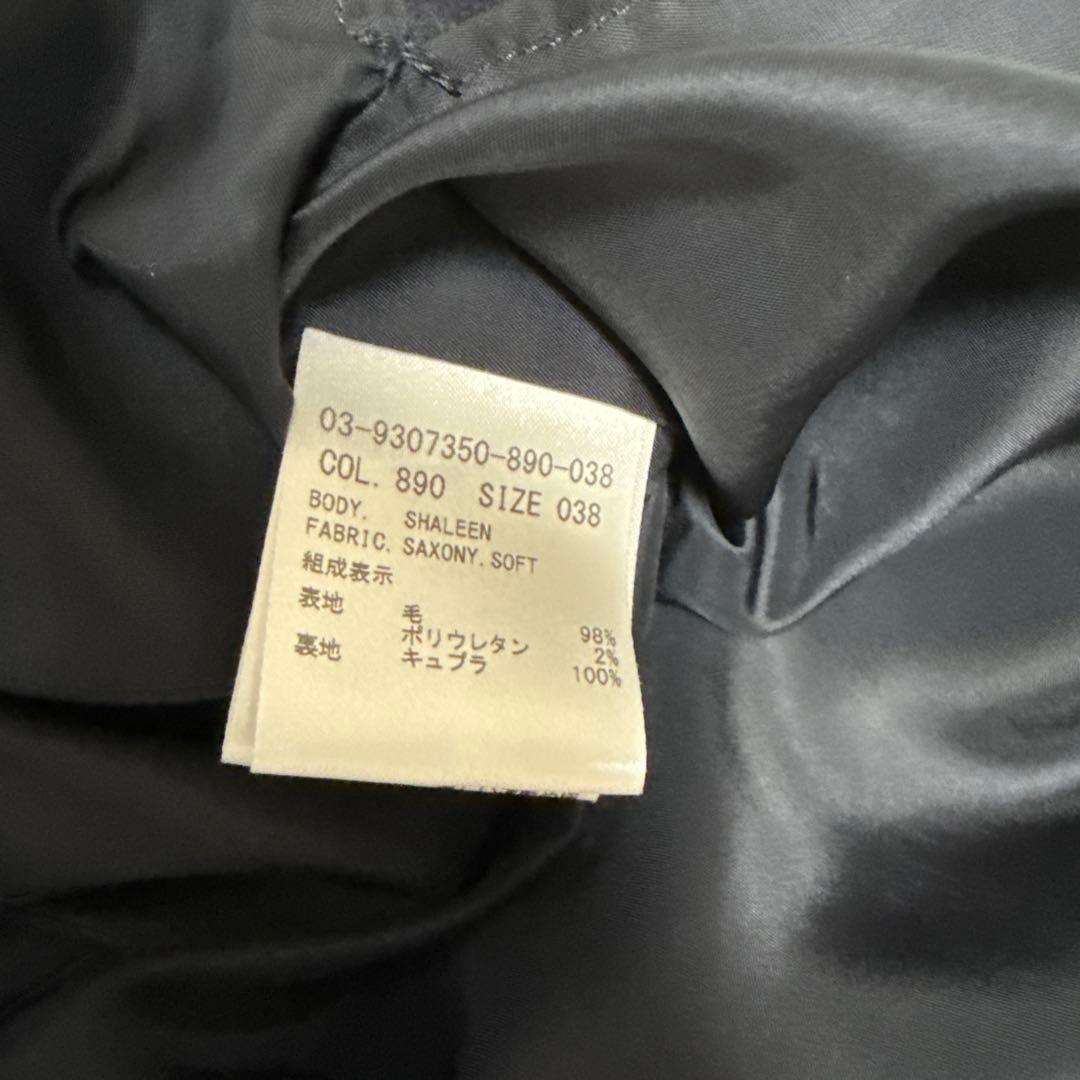 03-9307350-890-038
COL. 890 SIZE 038
BODY. SHALEEN
FABRIC. SAXONY.SOFT
組成表示
表地 毛 98%
ポリウレタン 2%
裏地 キュプラ 100%